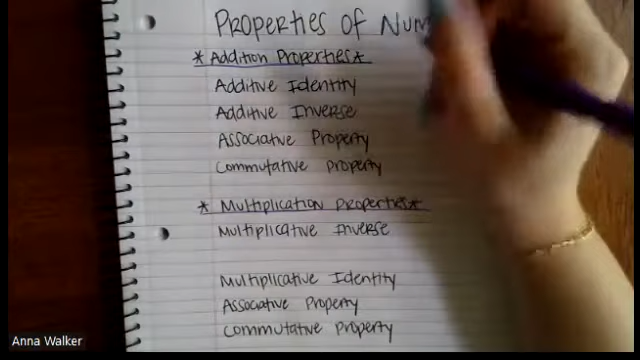 Properties of Num
*Addition Properties*
Additive Identity
Additive Inverse
Associative Property
Commutative Property
* Multiplication Properties*
Multiplicative Inverse
Multiplicative Identity
Associative Property
Commutative Property
Anna Walker